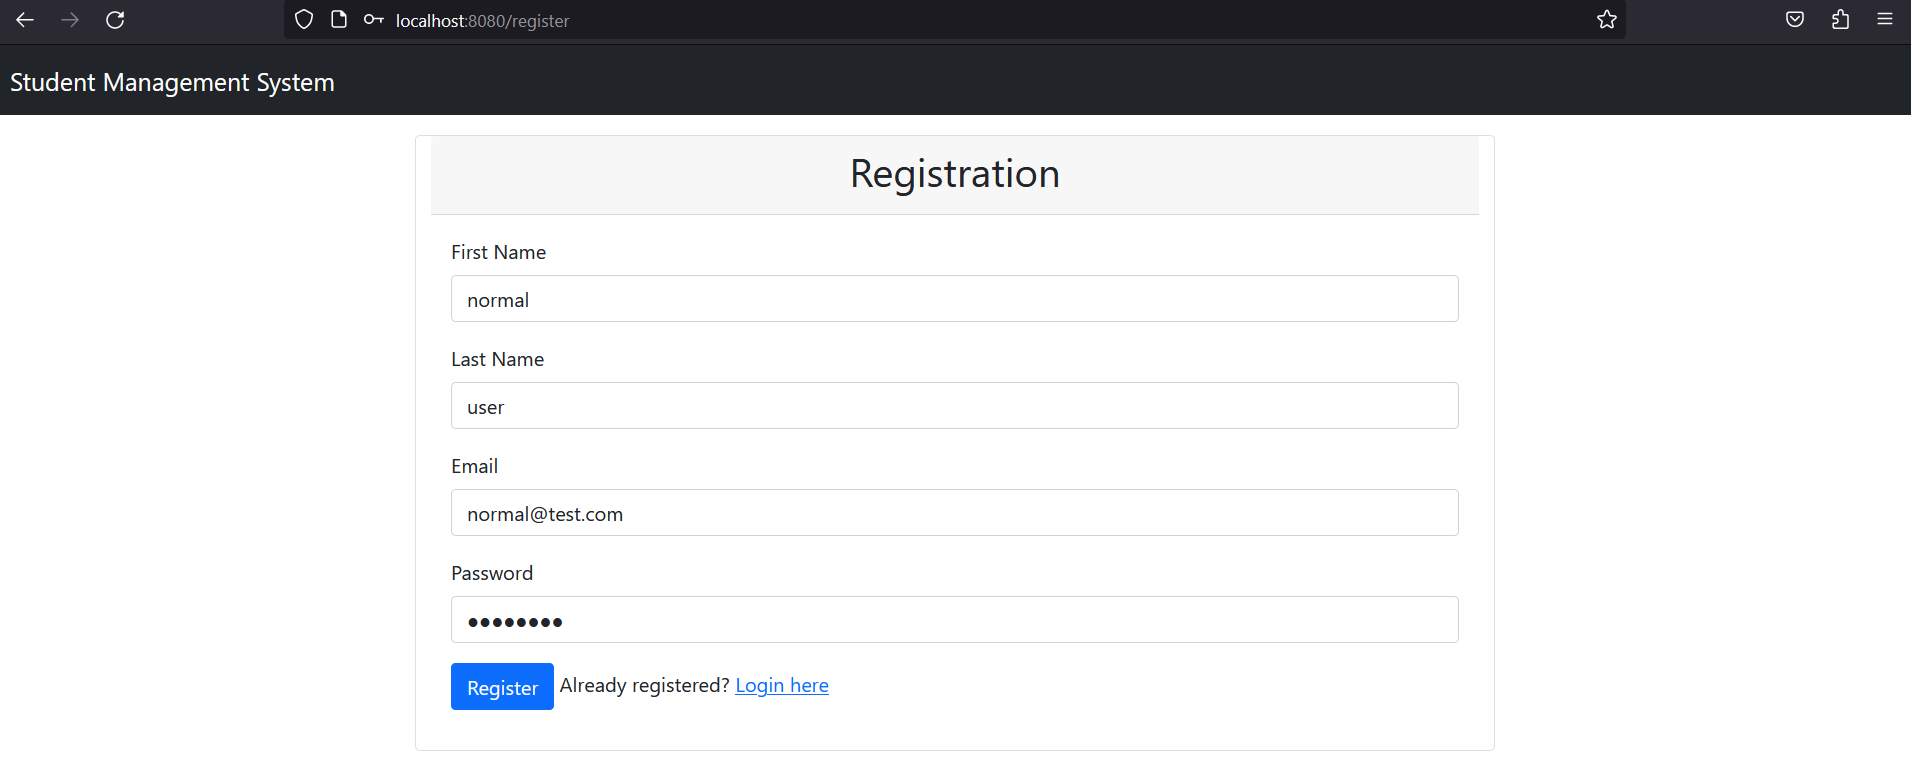 localhost:8080/register
Student Management System
Registration
First Name
normal
Last Name
user
Email
normal@test.com
Password
●●●●●●●●
Register Already registered? Login here